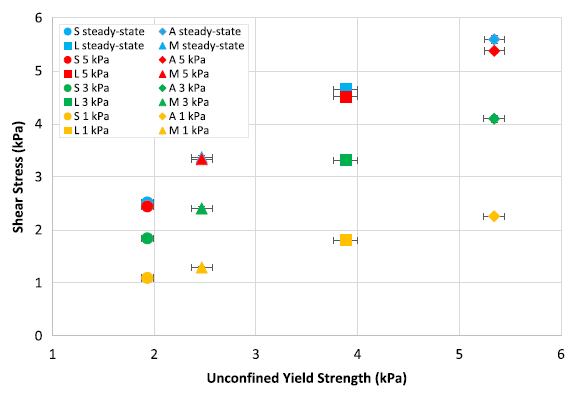 6
5
4
3
2
1
0
Shear Stress (kPa)
S steady-state A steady-state
L steady-state M steady-state
S 5 kPa A 5 kPa
L 5 kPa M 5 kPa
S 3 kPa A 3 kPa
L 3 kPa M 3 kPa
S 1 kPa A 1 kPa
L 1 kPa M 1 kPa
1 2 3 4 5 6
Unconfined Yield Strength (kPa)